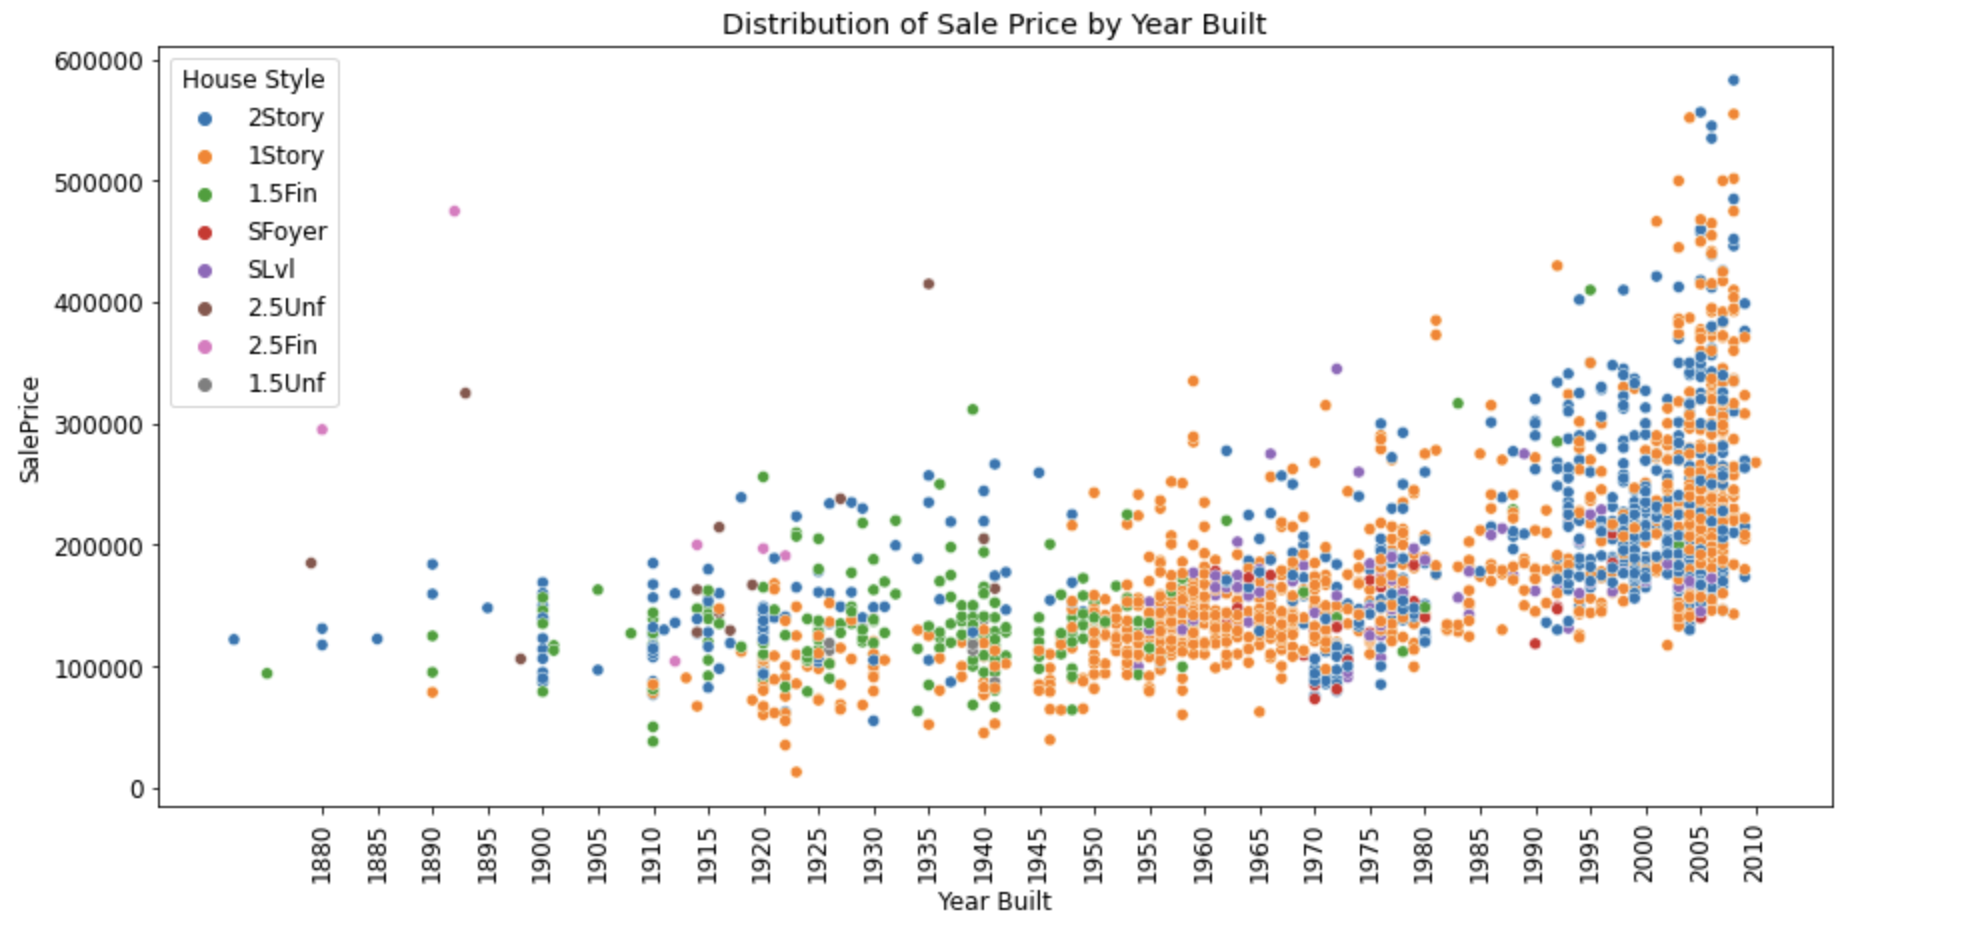 Distribution of Sale Price by Year Built
600000
500000
400000
300000
200000
100000
0
SalePrice
House Style
2Story
1Story
1.5Fin
SFoyer
SLvl
2.5Unf
2.5Fin
1.5Unf
1880
1885
1890
1895
1900
1905
1910
1915
1920
1925
1930
1935
1940
1945
1950
1955
1960
1965
1970
1975
1980
1985
1990
1995
2000
2005
2010
Year Built